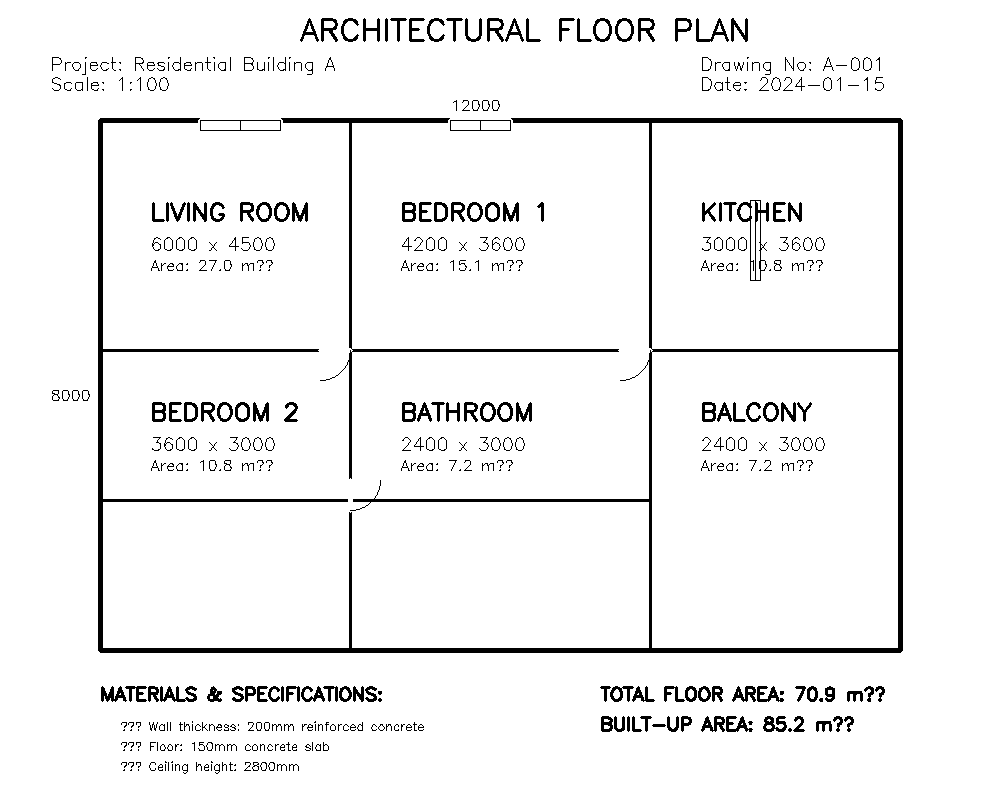 ARCHITECTURAL FLOOR PLAN
Project: Residential Building A
Drawing No: A-001
Scale: 1:100
Date: 2024-01-15
12000
LIVING ROOM
6000 x 4500
Area: 27.0 m??
BEDROOM 1
4200 x 3600
Area: 15.1 m??
KITCHEN
3000 x 3600
Area: 10.8 m??
8000
BEDROOM 2
3600 x 3000
Area: 10.8 m??
BATHROOM
2400 x 3000
Area: 7.2 m??
BALCONY
2400 x 3000
Area: 7.2 m??
MATERIALS & SPECIFICATIONS:
??? Wall thickness: 200mm reinforced concrete
??? Floor: 150mm concrete slab
??? Ceiling height: 2800mm
TOTAL FLOOR AREA: 70.9 m??
BUILT-UP AREA: 85.2 m??